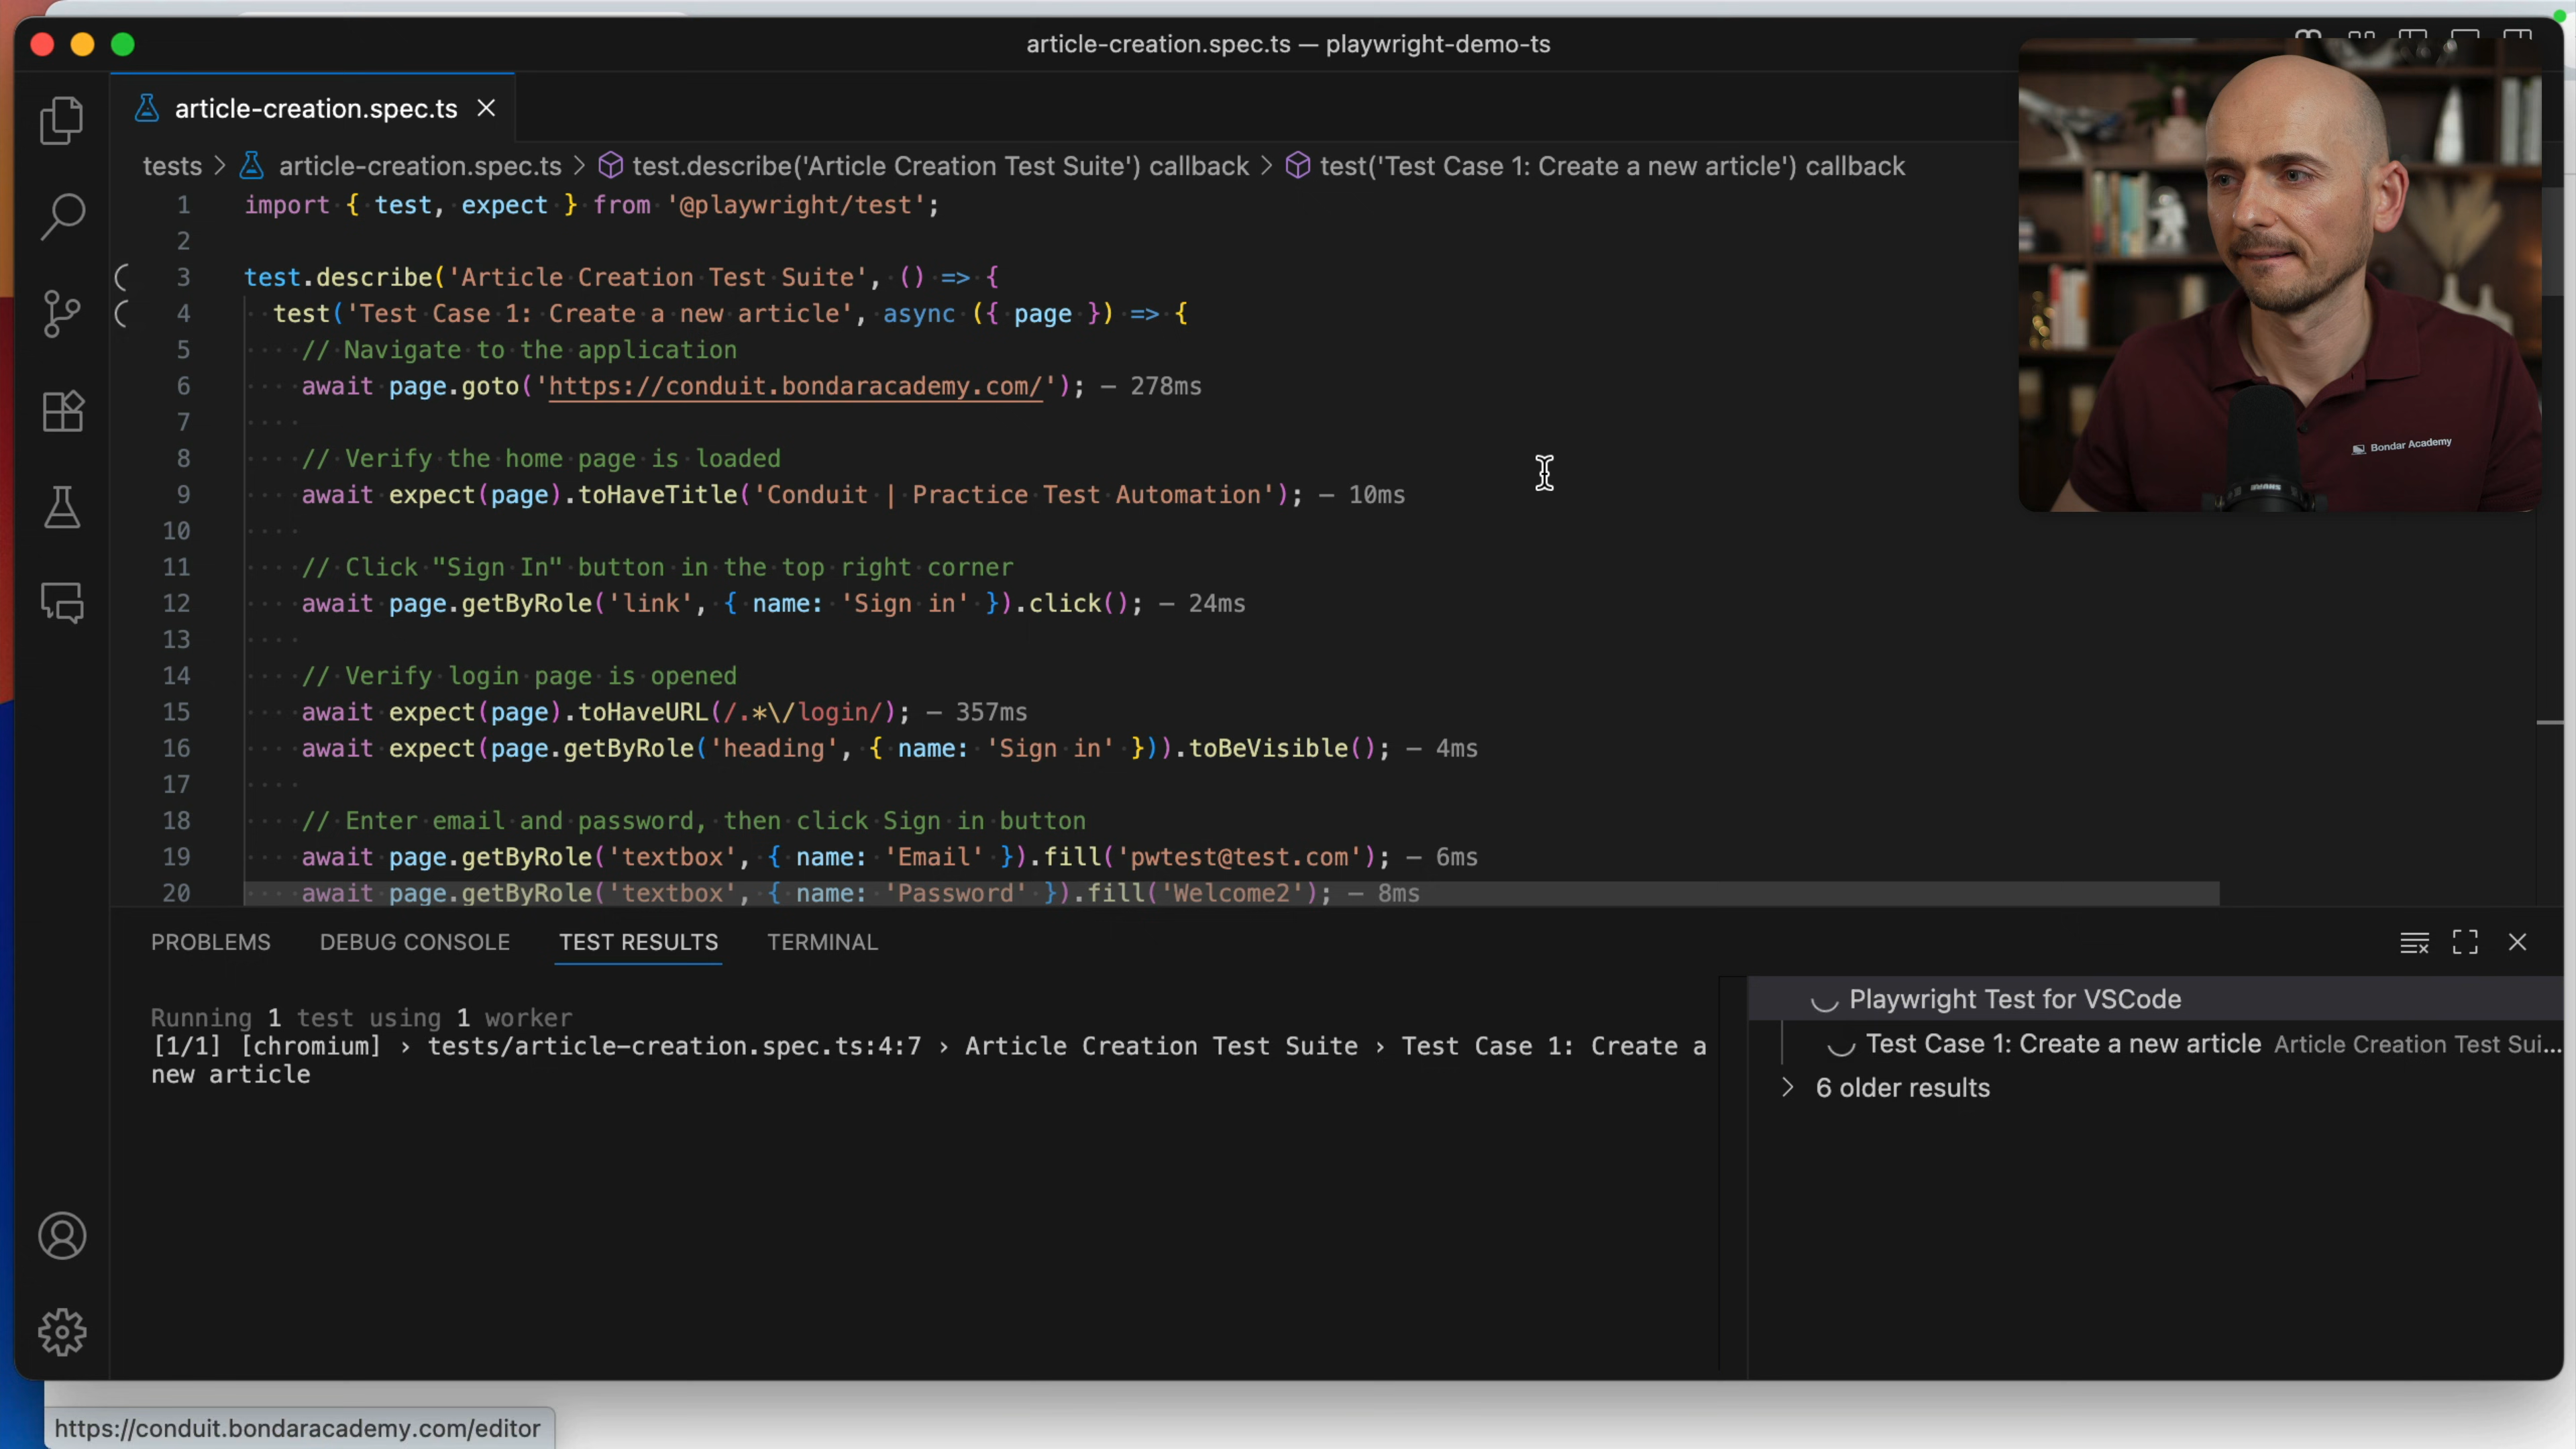 article-creation.spec.ts — playwright-demo-ts
article-creation.spec.ts
tests > article-creation.spec.ts > test.describe('Article Creation Test Suite') callback > test('Test Case 1: Create a new article') callback
1 import { test, expect } from '@playwright/test';
2
3 test.describe('Article Creation Test Suite', () => {
4 test('Test Case 1: Create a new article', async ({ page }) => {
5 // Navigate to the application
6 await page.goto('https://conduit.bondaracademy.com/'); — 278ms
7
8 // Verify the home page is loaded
9 await expect(page).toHaveTitle('Conduit | Practice Test Automation'); — 10ms
10
11 // Click "Sign In" button in the top right corner
12 await page.getByRole('link', { name: 'Sign in' }).click(); — 24ms
13
14 // Verify login page is opened
15 await expect(page).toHaveURL(/.*\/login/); — 357ms
16 await expect(page.getByRole('heading', { name: 'Sign in' })).toBeVisible(); — 4ms
17
18 // Enter email and password, then click Sign in button
19 await page.getByRole('textbox', { name: 'Email' }).fill('pwtest@test.com'); — 6ms
20 await page.getByRole('textbox', { name: 'Password' }).fill('Welcome2'); — 8ms
Bondar Academy
PROBLEMS DEBUG CONSOLE TEST RESULTS TERMINAL
Running 1 test using 1 worker
[1/1] [chromium] › tests/article-creation.spec.ts:4:7 › Article Creation Test Suite › Test Case 1: Create a
new article
Playwright Test for VSCode
Test Case 1: Create a new article Article Creation Test Sui...
6 older results
https://conduit.bondaracademy.com/editor